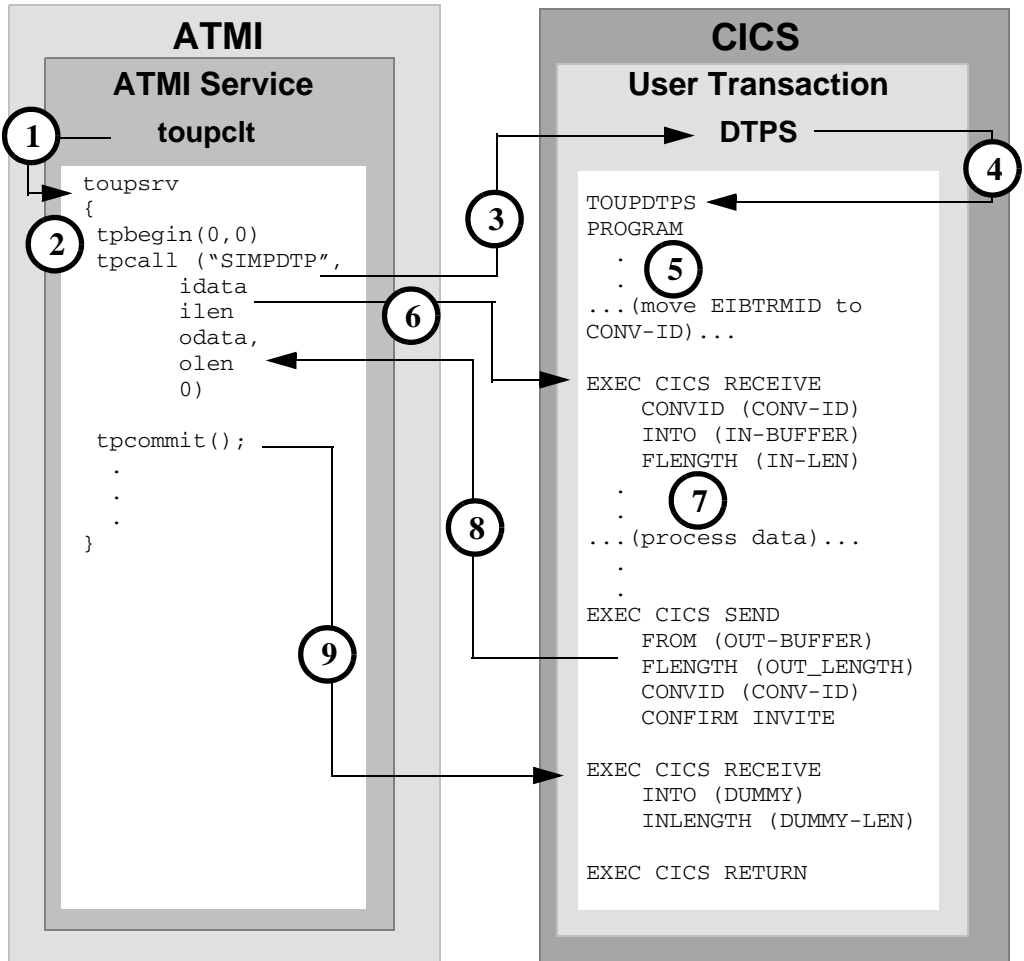 ATMI
ATMI Service
toupclt
1
toupsrv
{
2
tpbegin(0,0)
tpcall (“SIMPDTP”,
idata
ilen
odata,
olen
0)
tpcommit();
.
.
.
}
3
6
8
9
CICS
User Transaction
DTPS
4
TOUPDTPS
PROGRAM
.
5
.
...(move EIBTRMID to
CONV-ID)...
EXEC CICS RECEIVE
CONVID (CONV-ID)
INTO (IN-BUFFER)
FLENGTH (IN-LEN)
.
7
.
...(process data)...
.
.
EXEC CICS SEND
FROM (OUT-BUFFER)
FLENGTH (OUT_LENGTH)
CONVID (CONV-ID)
CONFIRM INVITE
EXEC CICS RECEIVE
INTO (DUMMY)
INLENGTH (DUMMY-LEN)
EXEC CICS RETURN